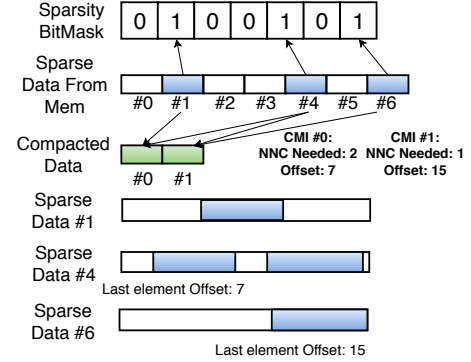 Sparsity
BitMask
0 1 0 0 1 0 1
Sparse
Data From
Mem
#0 #1 #2 #3 #4 #5 #6
Compacted
Data
#0 #1
CMI #0:
NNC Needed: 2
Offset: 7
CMI #1:
NNC Needed: 1
Offset: 15
Sparse
Data #1
Sparse
Data #4
Last element Offset: 7
Sparse
Data #6
Last element Offset: 15